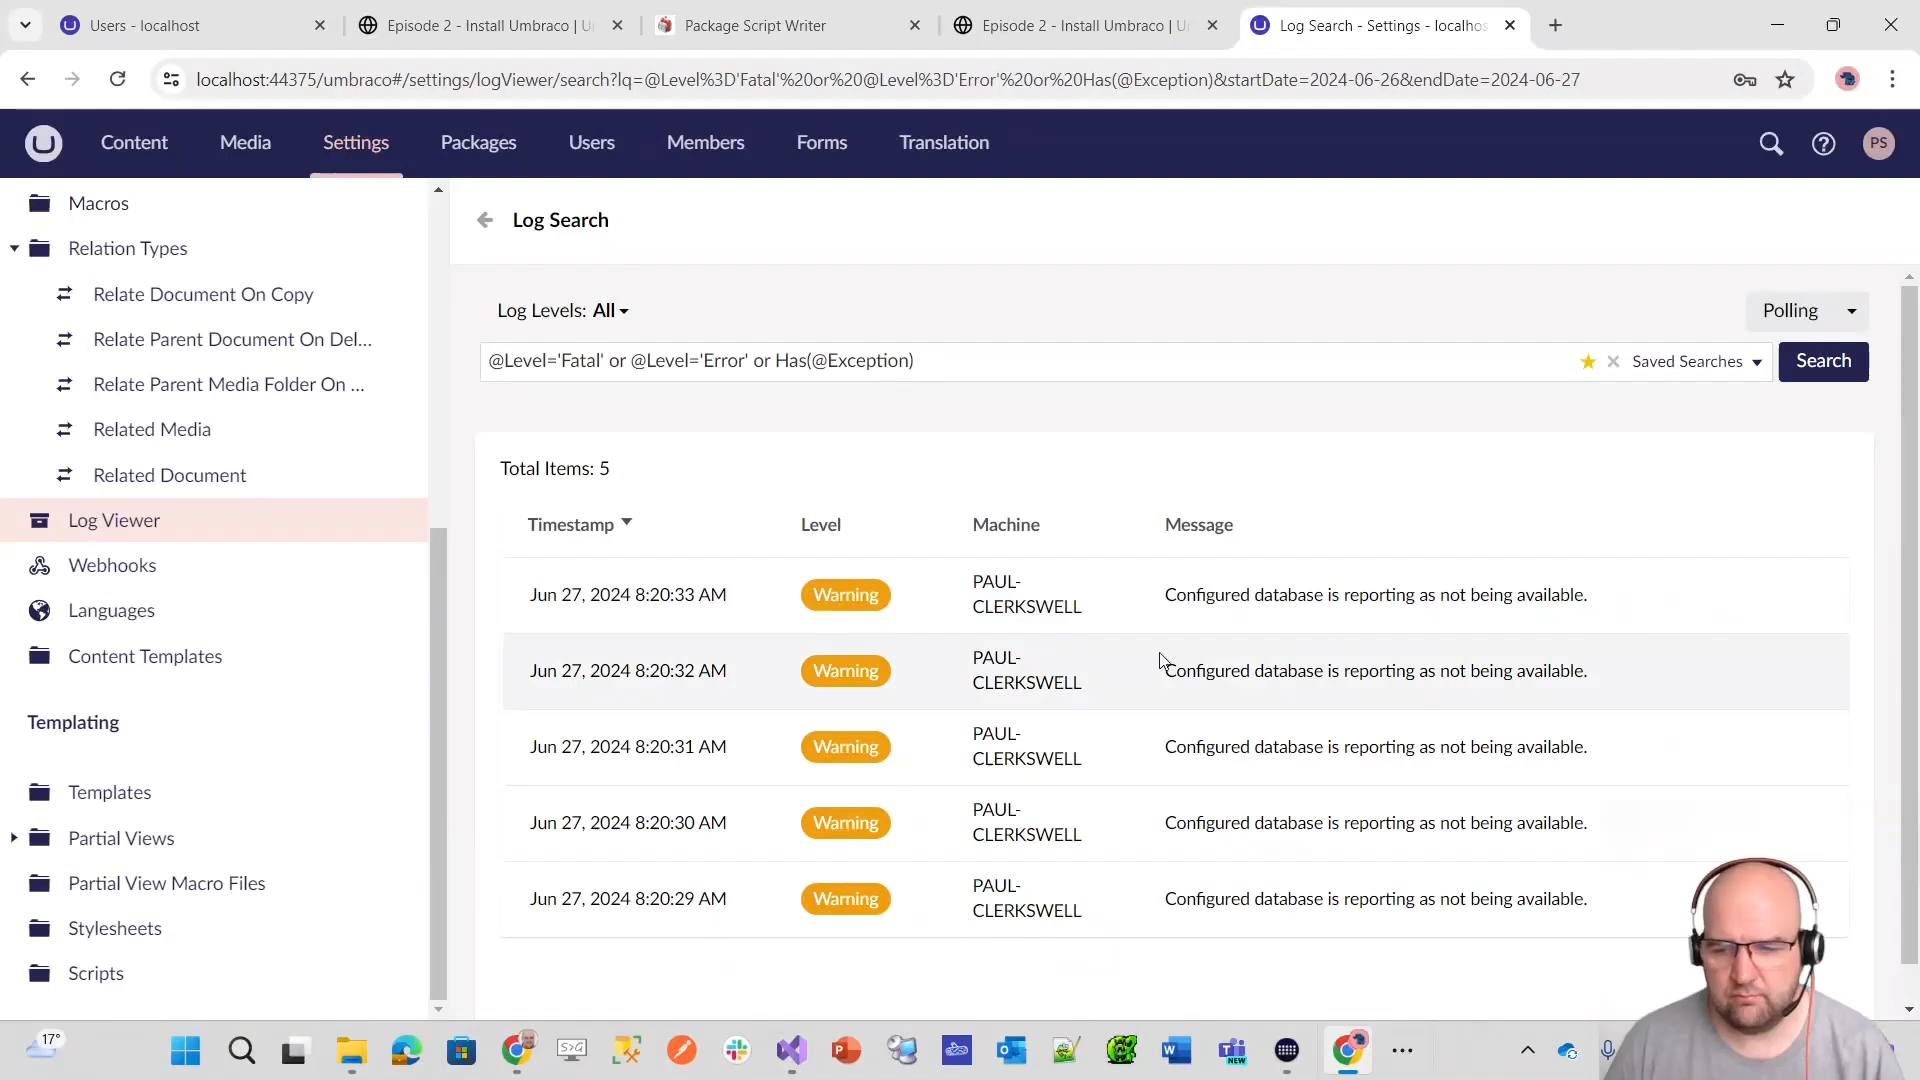 Users - localhost
Episode 2 - Install Umbraco | U
Package Script Writer
Episode 2 - Install Umbraco | U
Log Search - Settings - localhos
localhost:44375/umbraco#/settings/logViewer/search?lq=@Level%3D'Fatal'%20or%20@Level%3D'Error'%20or%20Has(@Exception)&startDate=2024-06-26&endDate=2024-06-27
Content Media Settings Packages Users Members Forms Translation PS
Macros
Relation Types
Relate Document On Copy
Relate Parent Document On Del...
Relate Parent Media Folder On ...
Related Media
Related Document
Log Viewer
Webhooks
Languages
Content Templates
Templating
Templates
Partial Views
Partial View Macro Files
Stylesheets
Scripts
Log Search
Log Levels: All
Polling
@Level='Fatal' or @Level='Error' or Has(@Exception)
Saved Searches
Search
Total Items: 5
Timestamp Level Machine Message
Jun 27, 2024 8:20:33 AM Warning PAUL-
CLERKSWELL Configured database is reporting as not being available.
Jun 27, 2024 8:20:32 AM Warning PAUL-
CLERKSWELL Configured database is reporting as not being available.
Jun 27, 2024 8:20:31 AM Warning PAUL-
CLERKSWELL Configured database is reporting as not being available.
Jun 27, 2024 8:20:30 AM Warning PAUL-
CLERKSWELL Configured database is reporting as not being available.
Jun 27, 2024 8:20:29 AM Warning PAUL-
CLERKSWELL Configured database is reporting as not being available.
17°
S>G
NEW